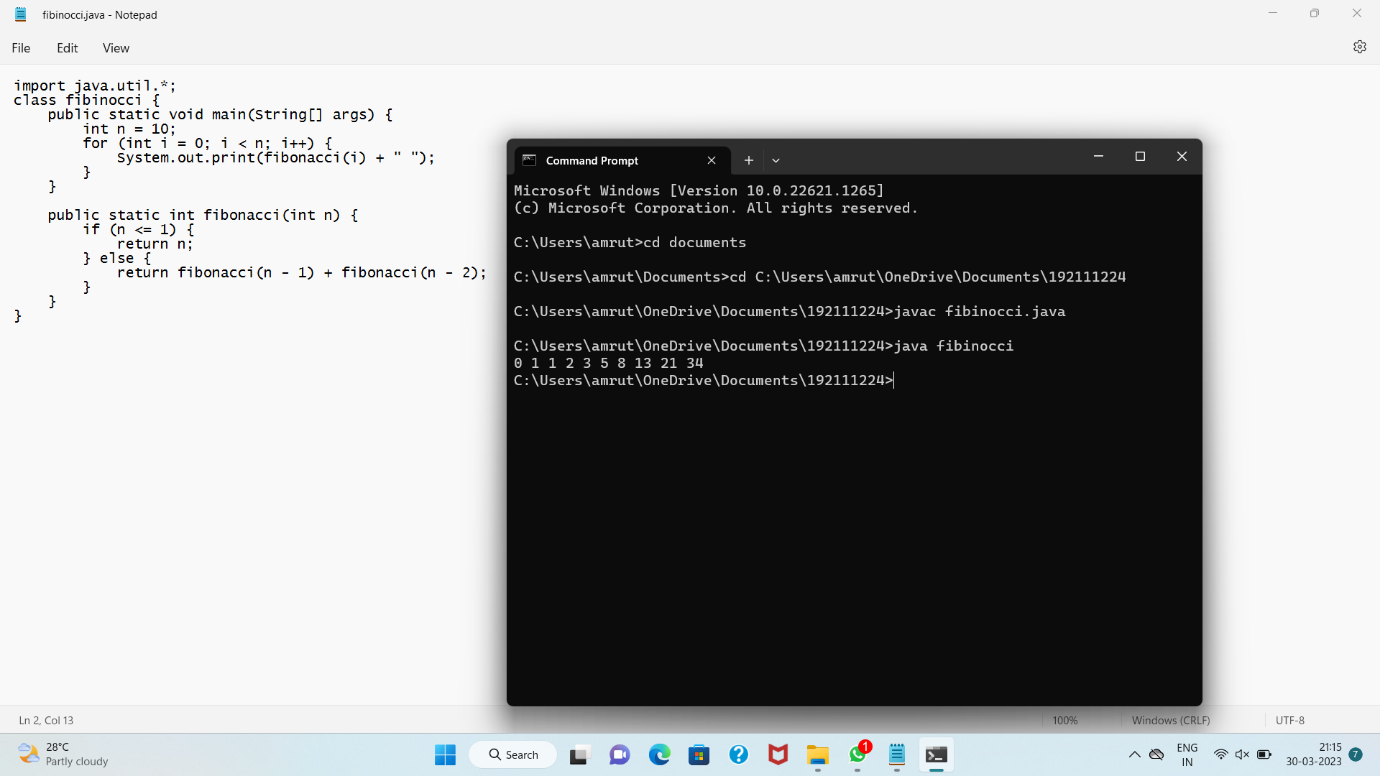 fibinocci.java - Notepad
File Edit View
import java.util.*;
class fibinocci {
    public static void main(String[] args) {
        int n = 10;
        for (int i = 0; i < n; i++) {
            System.out.print(fibonacci(i) + " ");
        }
    }

    public static int fibonacci(int n) {
        if (n <= 1) {
            return n;
        } else {
            return fibonacci(n - 1) + fibonacci(n - 2);
        }
    }
}
Command Prompt
Microsoft Windows [Version 10.0.22621.1265]
(c) Microsoft Corporation. All rights reserved.

C:\Users\amrut>cd documents

C:\Users\amrut\Documents>cd C:\Users\amrut\OneDrive\Documents\192111224

C:\Users\amrut\OneDrive\Documents\192111224>javac fibinocci.java

C:\Users\amrut\OneDrive\Documents\192111224>java fibinocci
0 1 1 2 3 5 8 13 21 34
C:\Users\amrut\OneDrive\Documents\192111224>
Ln 2, Col 13 100% Windows (CRLF) UTF-8
28°C
Partly cloudy
Search
1
ENG
IN
21:15
30-03-2023
7